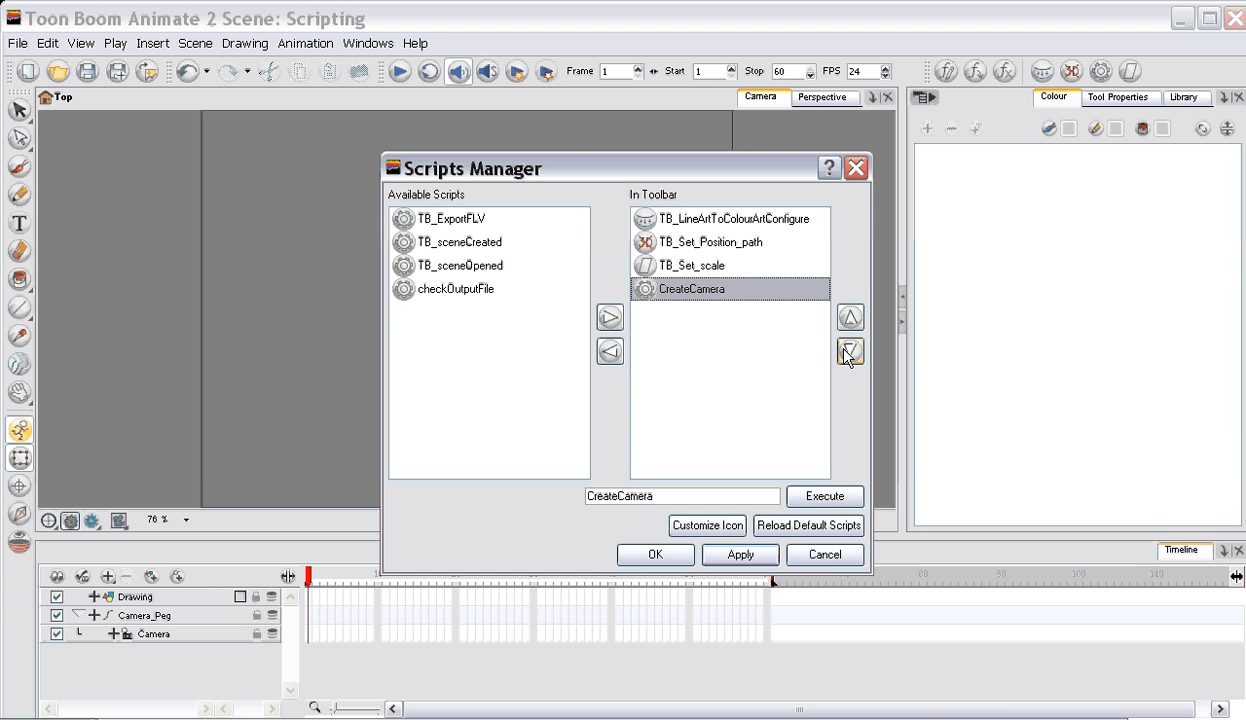 Toon Boom Animate 2 Scene: Scripting
File Edit View Play Insert Scene Drawing Animation Windows Help
Frame 1 Start 1 Stop 60 FPS 24
Top Camera Perspective Colour Tool Properties Library
Scripts Manager
Available Scripts In Toolbar
TB_ExportFLV TB_LineArtToColourArtConfigure
TB_sceneCreated TB_Set_Position_path
TB_sceneOpened TB_Set_scale
checkOutputFile CreateCamera
CreateCamera Execute
76 %
Customize Icon Reload Default Scripts
OK Apply Cancel
Timeline
80 90 100 110
Drawing
Camera_Peg
Camera